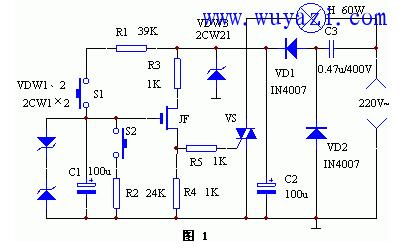 www.wuyazi.com
H 60W
R1 39K
VDW3
2CW21
C3
R3
1K
VDW1、2
2CW1×2
S1
VD1
IN4007
0.47u/400V
JF
VS
220V~
S2
R5 1K
VD2
IN4007
C1
100u
R2 24K
R4 1K
C2
100u
图 1